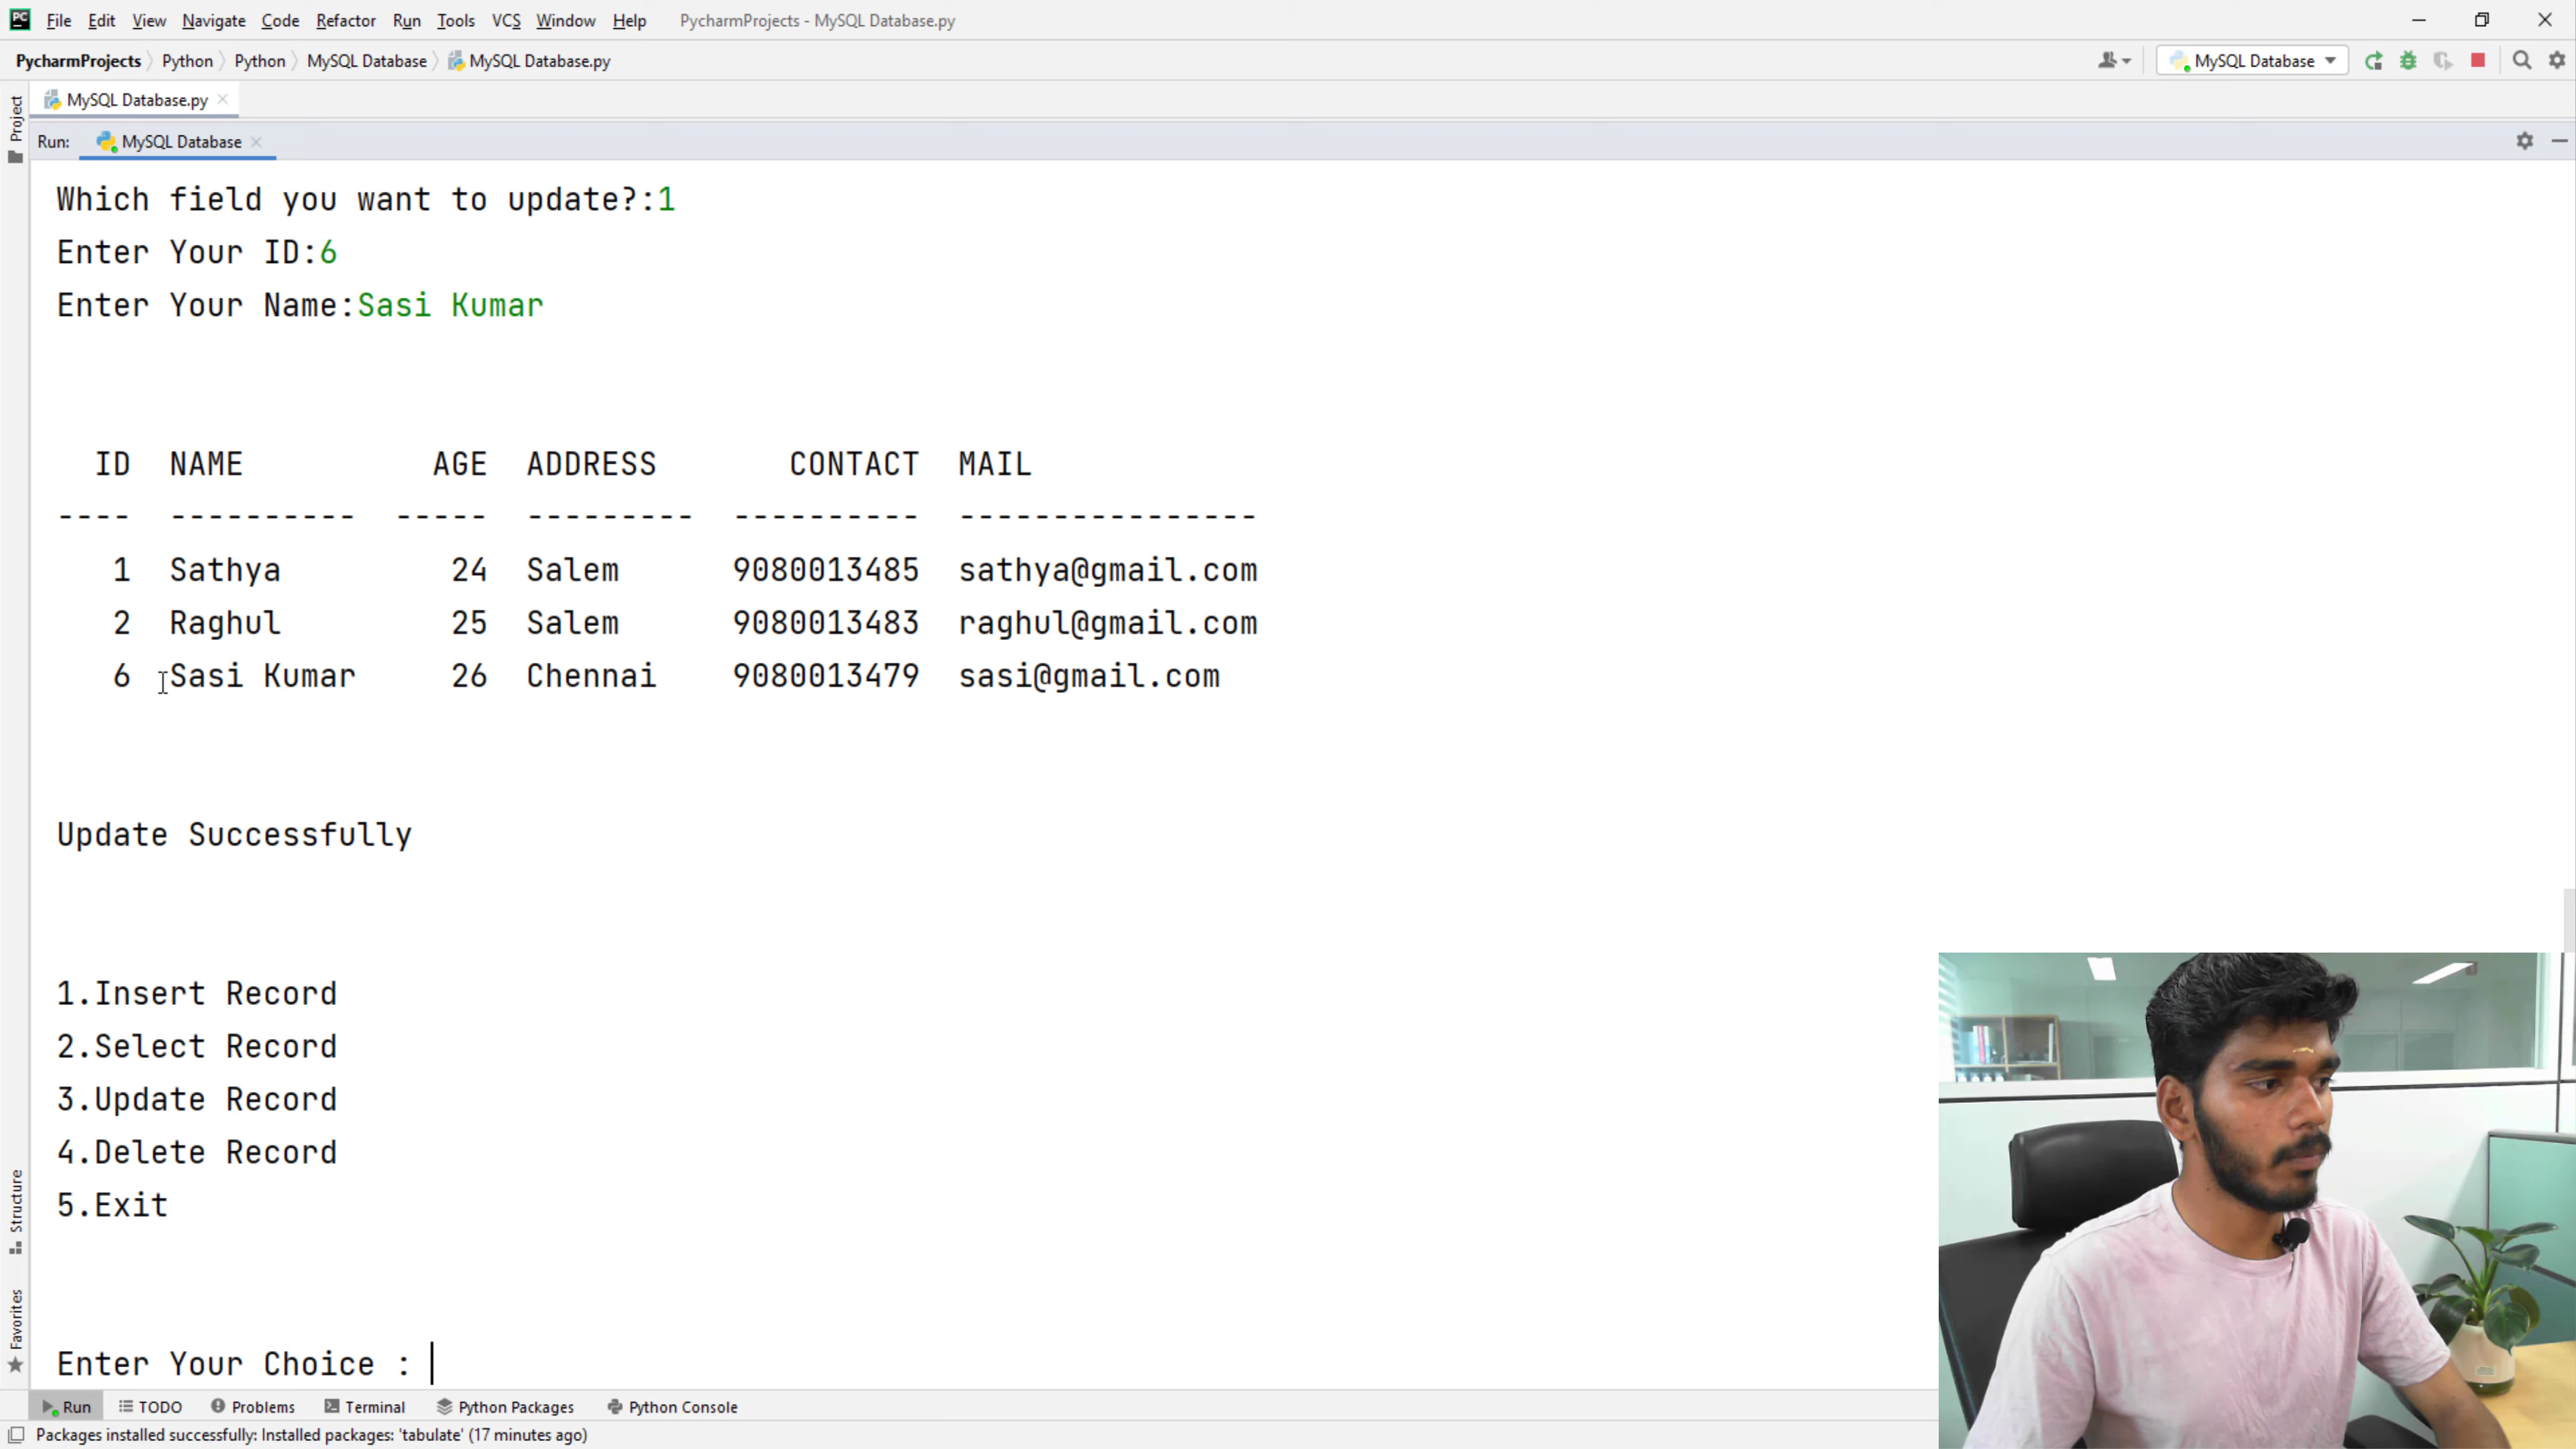 File Edit View Navigate Code Refactor Run Tools VCS Window Help PycharmProjects - MySQL Database.py
PycharmProjects Python Python MySQL Database MySQL Database.py MySQL Database
MySQL Database.py
Project
Run: MySQL Database
Which field you want to update?:1
Enter Your ID:6
Enter Your Name:Sasi Kumar
ID NAME AGE ADDRESS CONTACT MAIL
---- ---------- ----- --------- ---------- ----------------
1 Sathya 24 Salem 9080013485 sathya@gmail.com
2 Raghul 25 Salem 9080013483 raghul@gmail.com
6 Sasi Kumar 26 Chennai 9080013479 sasi@gmail.com
Update Successfully
1.Insert Record
2.Select Record
3.Update Record
4.Delete Record
5.Exit
Structure
Favorites
Enter Your Choice :
Run TODO Problems Terminal Python Packages Python Console
Packages installed successfully: Installed packages: 'tabulate' (17 minutes ago)